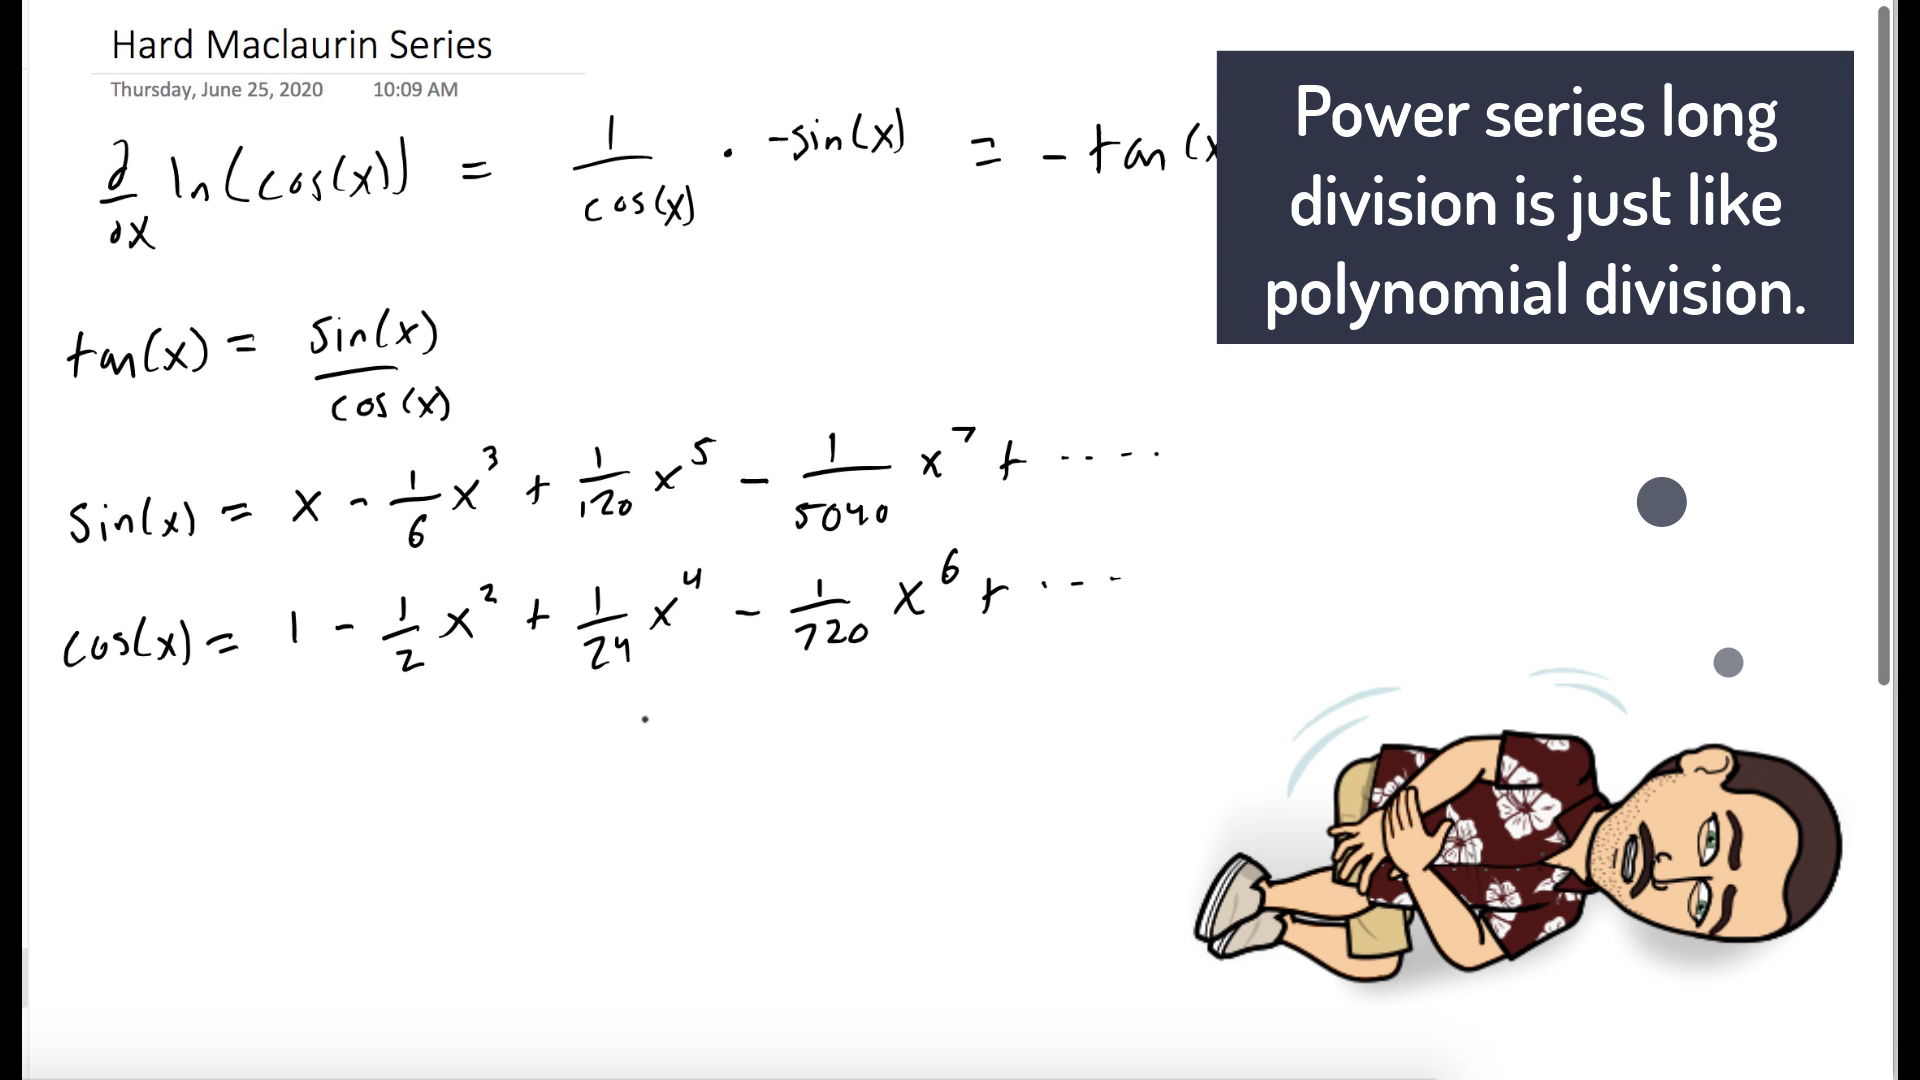 Hard Maclaurin Series
Thursday, June 25, 2020 10:09 AM
∂/∂x ln(cos(x)) = 1/cos(x) · -sin(x) = - tan(x
Power series long
division is just like
polynomial division.
tan(x) = sin(x)/cos(x)
sin(x) = x - 1/6 x^3 + 1/120 x^5 - 1/5040 x^7 + ....
cos(x) = 1 - 1/2 x^2 + 1/24 x^4 - 1/720 x^6 + ...